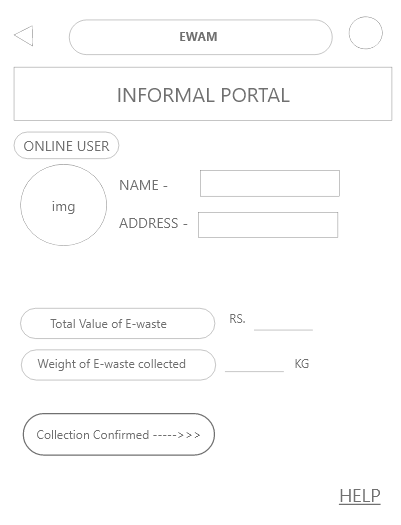 EWAM
INFORMAL PORTAL
ONLINE USER
img
NAME -
ADDRESS -
Total Value of E-waste RS.
Weight of E-waste collected KG
Collection Confirmed ----->>>
HELP